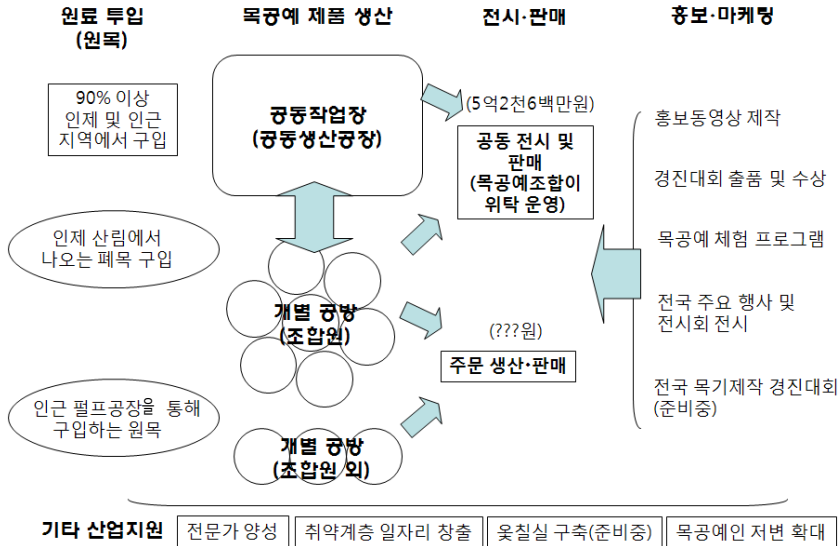 원료 투입
(원목)
목공예 제품 생산
전시·판매
홍보·마케팅
90% 이상
인제 및 인근
지역에서 구입
인제 산림에서
나오는 폐목 구입
인근 펄프공장을 통해
구입하는 원목
공동작업장
(공동생산공장)
개별 공방
(조합원)
개별 공방
(조합원 외)
(5억2천6백만원)
공동 전시 및
판매
(목공예조합이
위탁 운영)
(???원)
주문 생산·판매
홍보동영상 제작
경진대회 출품 및 수상
목공예 체험 프로그램
전국 주요 행사 및
전시회 전시
전국 목기제작 경진대회
(준비중)
기타 산업지원
전문가 양성
취약계층 일자리 창출
옻칠실 구축(준비중)
목공예인 저변 확대